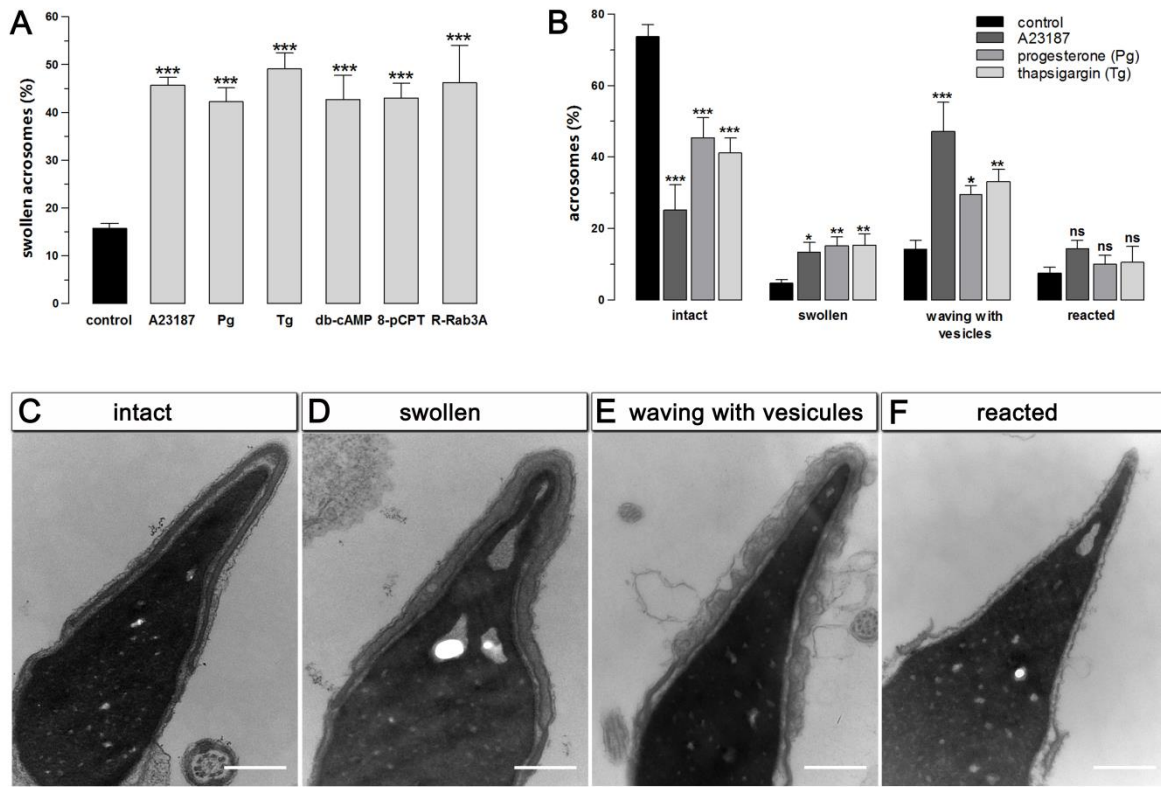 A
swollen acrosomes (%)
60
50
40
30
20
10
0
***
***
***
***
***
***
control A23187 Pg Tg db-cAMP 8-pCPT R-Rab3A
B
acrosomes (%)
80
60
40
20
0
control
A23187
progesterone (Pg)
thapsigargin (Tg)
***
***
***
*
**
**
***
*
**
ns
ns
ns
intact swollen waving with vesicles reacted
C intact
D swollen
E waving with vesicules
F reacted